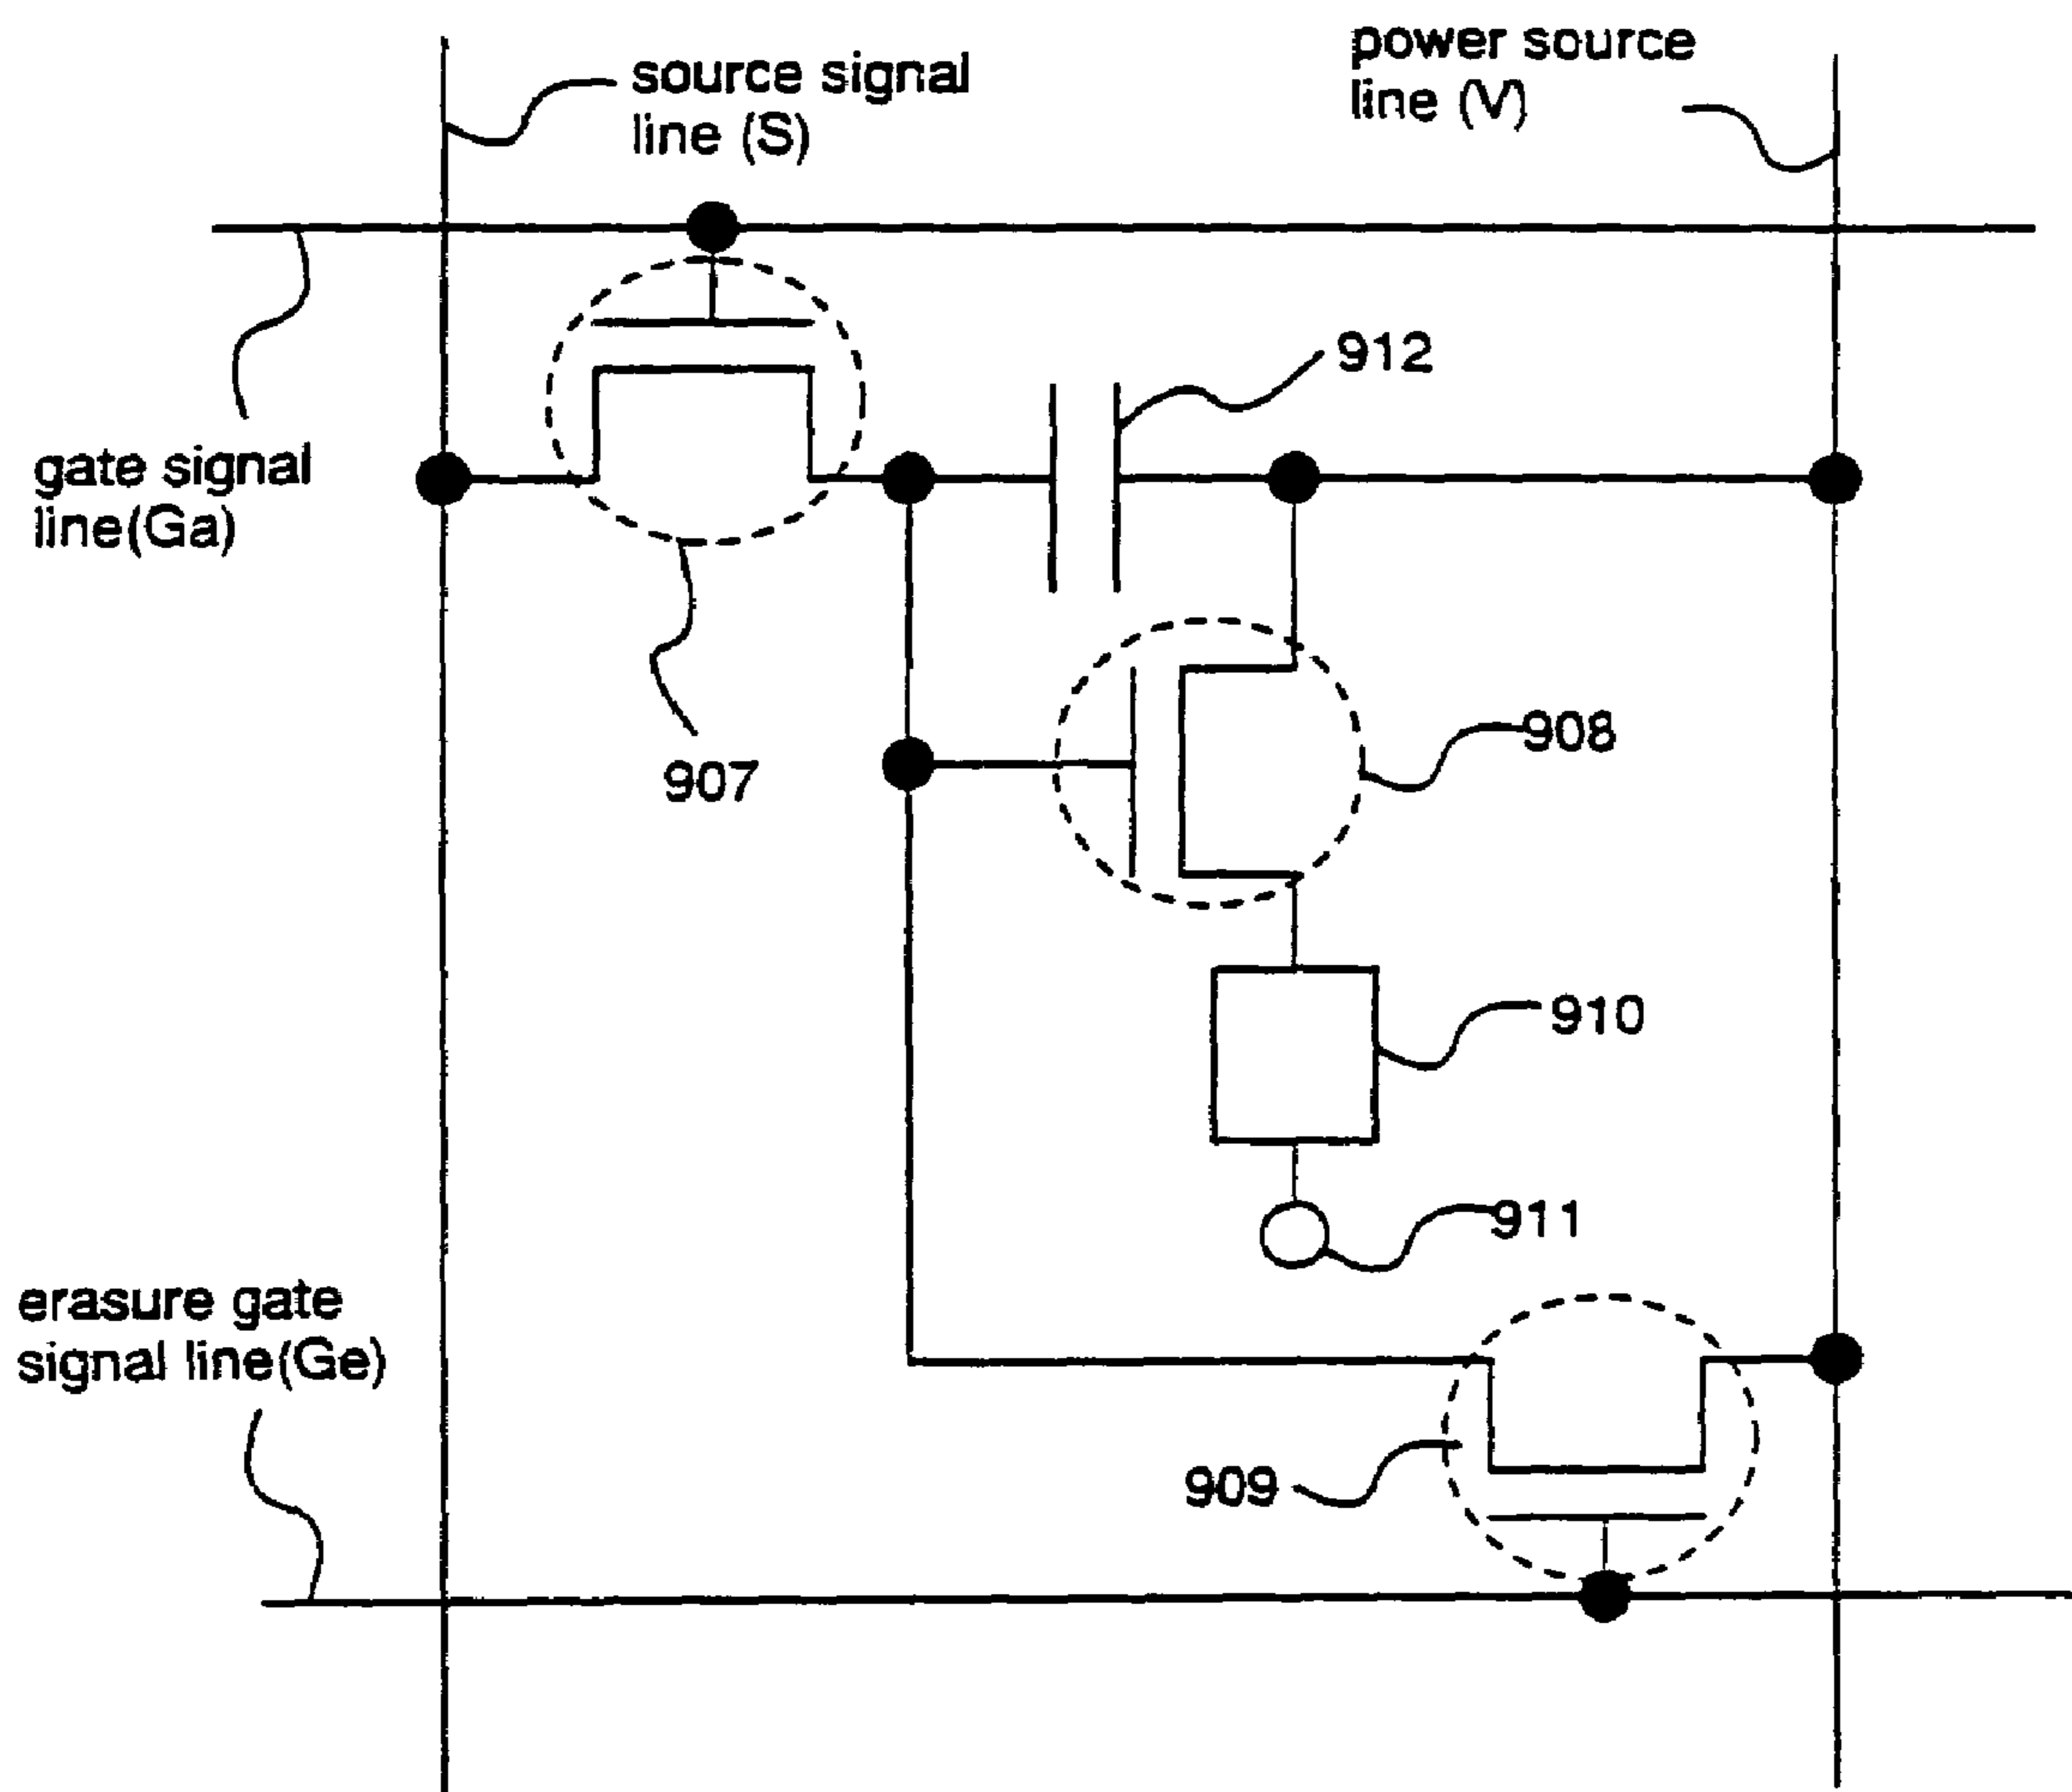 power source
line (V)
source signal
line (S)
912
gate signal
line(Ga)
908
907
910
911
erasure gate
signal line(Ge)
909